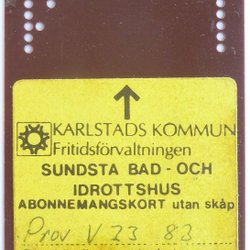 KARLSTADS KOMMUN
Fritidsförvaltningen
SUNDSTA BAD - OCH
IDROTTSHUS
ABONNEMANGSKORT utan skåp
Prov V 23 83